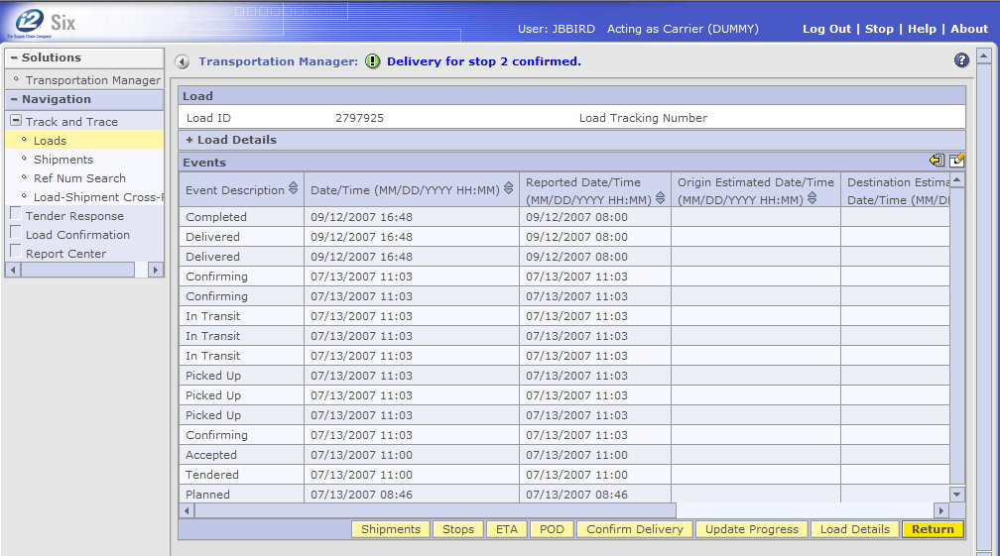 i2 Six
The Supply Chain Company
User: JBBIRD Acting as Carrier (DUMMY) Log Out | Stop | Help | About
Solutions
Transportation Manager
Navigation
Track and Trace
Loads
Shipments
Ref Num Search
Load-Shipment Cross-
Tender Response
Load Confirmation
Report Center
Transportation Manager: Delivery for stop 2 confirmed.
Load
Load ID 2797925 Load Tracking Number
+ Load Details
Events
Event Description Date/Time (MM/DD/YYYY HH:MM) Reported Date/Time (MM/DD/YYYY HH:MM) Origin Estimated Date/Time (MM/DD/YYYY HH:MM) Destination Estima Date/Time (MM/D
Completed 09/12/2007 16:48 09/12/2007 08:00
Delivered 09/12/2007 16:48 09/12/2007 08:00
Delivered 09/12/2007 16:48 09/12/2007 08:00
Confirming 07/13/2007 11:03 07/13/2007 11:03
Confirming 07/13/2007 11:03 07/13/2007 11:03
In Transit 07/13/2007 11:03 07/13/2007 11:03
In Transit 07/13/2007 11:03 07/13/2007 11:03
In Transit 07/13/2007 11:03 07/13/2007 11:03
Picked Up 07/13/2007 11:03 07/13/2007 11:03
Picked Up 07/13/2007 11:03 07/13/2007 11:03
Picked Up 07/13/2007 11:03 07/13/2007 11:03
Confirming 07/13/2007 11:03 07/13/2007 11:03
Accepted 07/13/2007 11:00 07/13/2007 11:00
Tendered 07/13/2007 11:00 07/13/2007 11:00
Planned 07/13/2007 08:46 07/13/2007 08:46
Shipments Stops ETA POD Confirm Delivery Update Progress Load Details Return